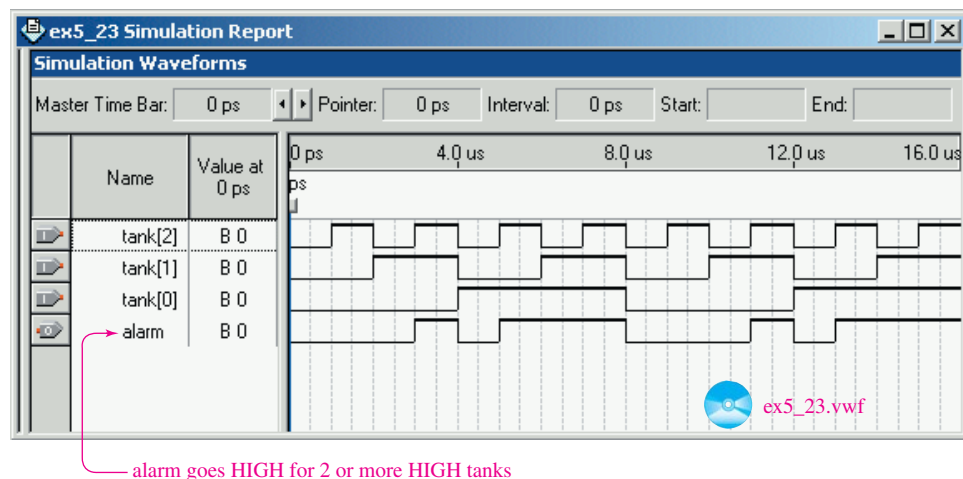 ex5_23 Simulation Report
Simulation Waveforms
Master Time Bar: 0 ps Pointer: 0 ps Interval: 0 ps Start: End:
Name Value at 0 ps
0 ps 4.0 us 8.0 us 12.0 us 16.0 us
ps
tank[2] B 0
tank[1] B 0
tank[0] B 0
alarm B 0
ex5_23.vwf
alarm goes HIGH for 2 or more HIGH tanks